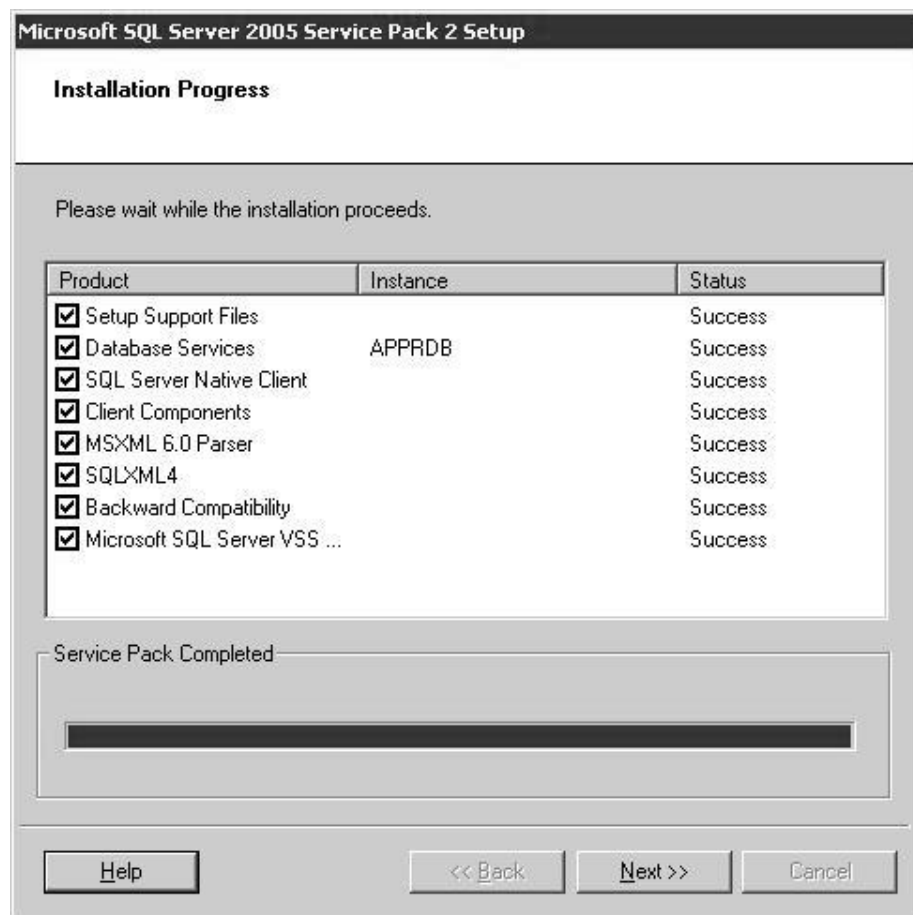 Microsoft SQL Server 2005 Service Pack 2 Setup
Installation Progress
Please wait while the installation proceeds.
Product Instance Status
Setup Support Files Success
Database Services APPRDB Success
SQL Server Native Client Success
Client Components Success
MSXML 6.0 Parser Success
SQLXML4 Success
Backward Compatibility Success
Microsoft SQL Server VSS ... Success
Service Pack Completed
Help << Back Next >> Cancel